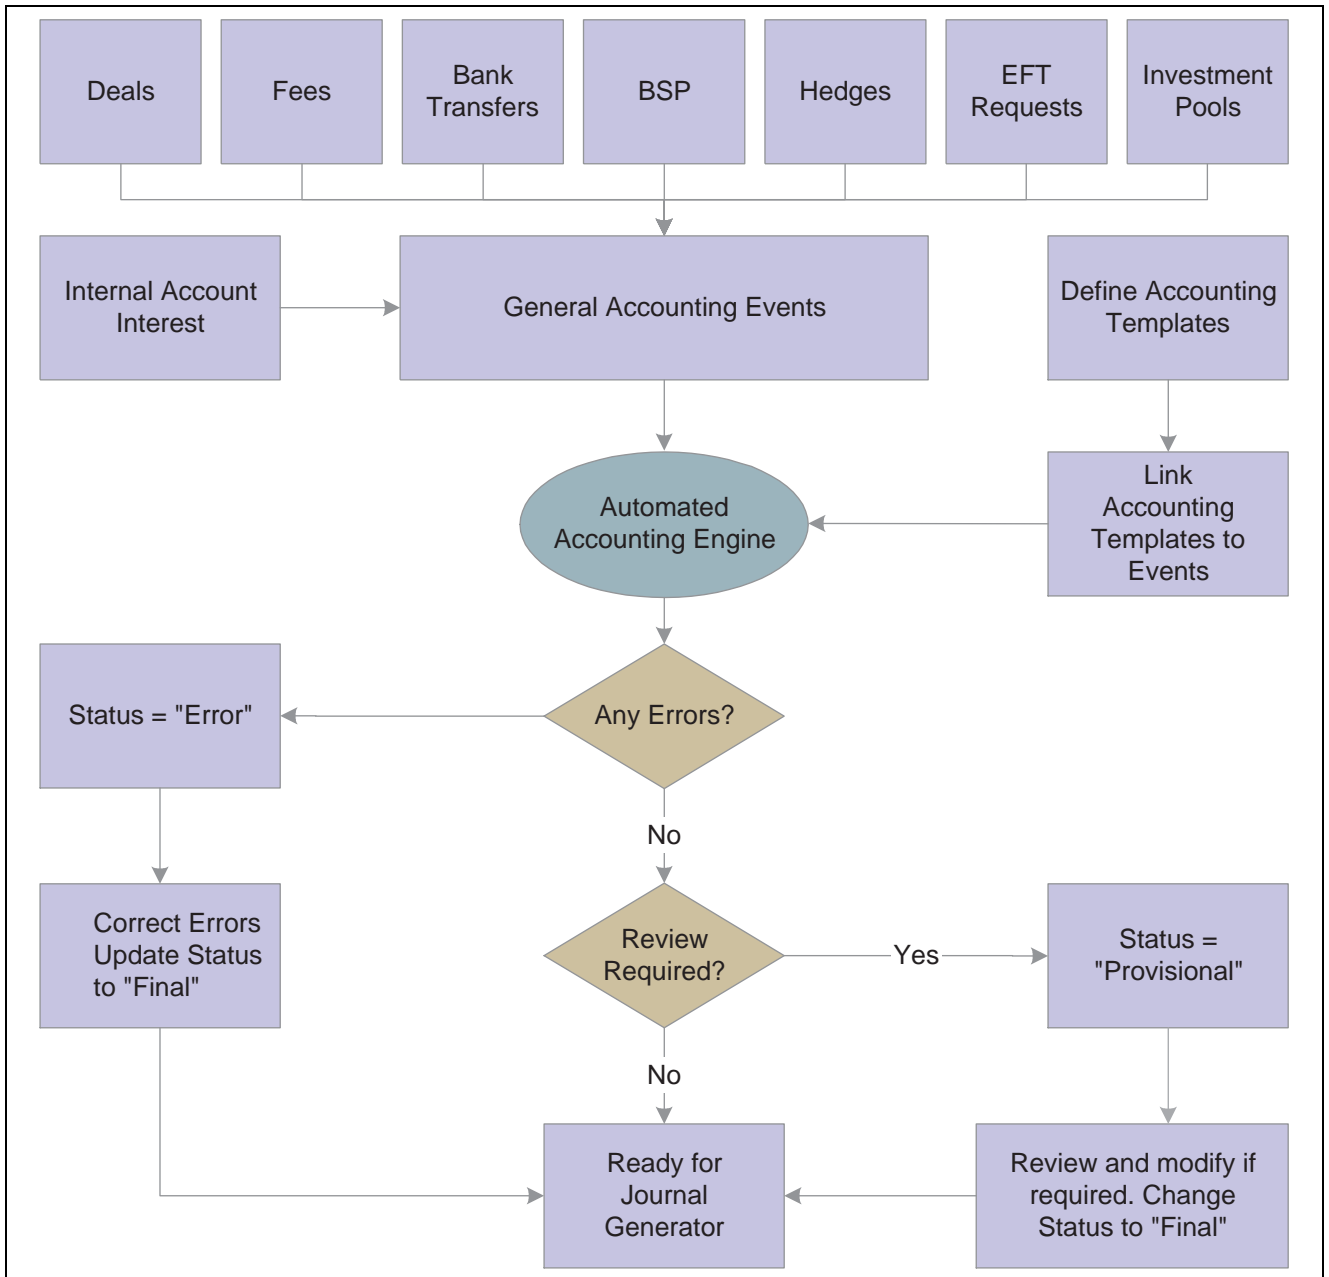 Deals
Fees
Bank
Transfers
BSP
Hedges
EFT
Requests
Investment
Pools
Internal Account
Interest
General Accounting Events
Define Accounting
Templates
Automated
Accounting Engine
Link
Accounting
Templates to
Events
Status = "Error"
Any Errors?
No
Correct Errors
Update Status
to "Final"
Review
Required?
Yes
Status =
"Provisional"
No
Ready for
Journal
Generator
Review and modify if
required. Change
Status to "Final"